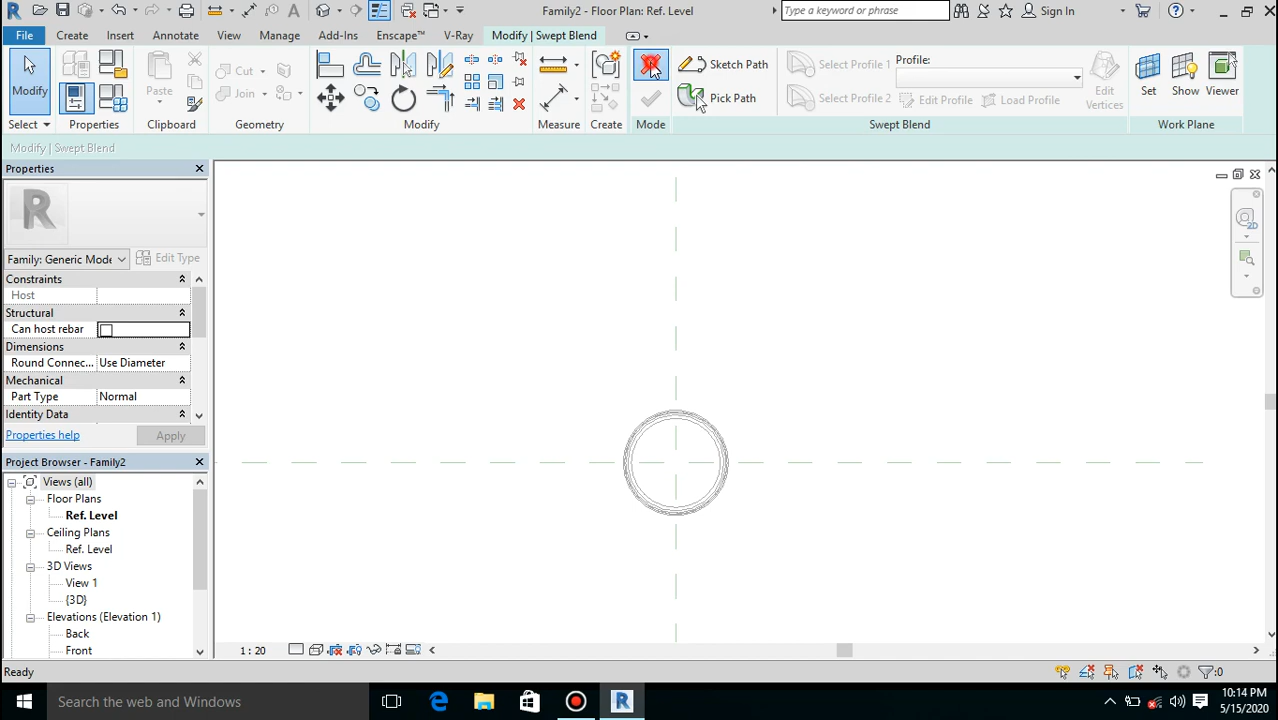 Family2 - Floor Plan: Ref. Level
Type a keyword or phrase
Sign In
File
Create
Insert
Annotate
View
Manage
Add-Ins
Enscape™
V-Ray
Modify | Swept Blend
Modify
Paste
Cut
Join
Sketch Path
Pick Path
Select Profile 1
Select Profile 2
Profile:
Edit Profile
Load Profile
Edit
Vertices
Set
Show
Viewer
Select
Properties
Clipboard
Geometry
Modify
Measure
Create
Mode
Swept Blend
Work Plane
Modify | Swept Blend
Properties
R
Family: Generic Mode
Edit Type
Constraints
Host
Structural
Can host rebar
Dimensions
Round Connec...
Use Diameter
Mechanical
Part Type
Normal
Identity Data
Properties help
Apply
Project Browser - Family2
Views (all)
Floor Plans
Ref. Level
Ceiling Plans
Ref. Level
3D Views
View 1
{3D}
Elevations (Elevation 1)
Back
Front
2D
1 : 20
Ready
:0
Search the web and Windows
10:14 PM
5/15/2020